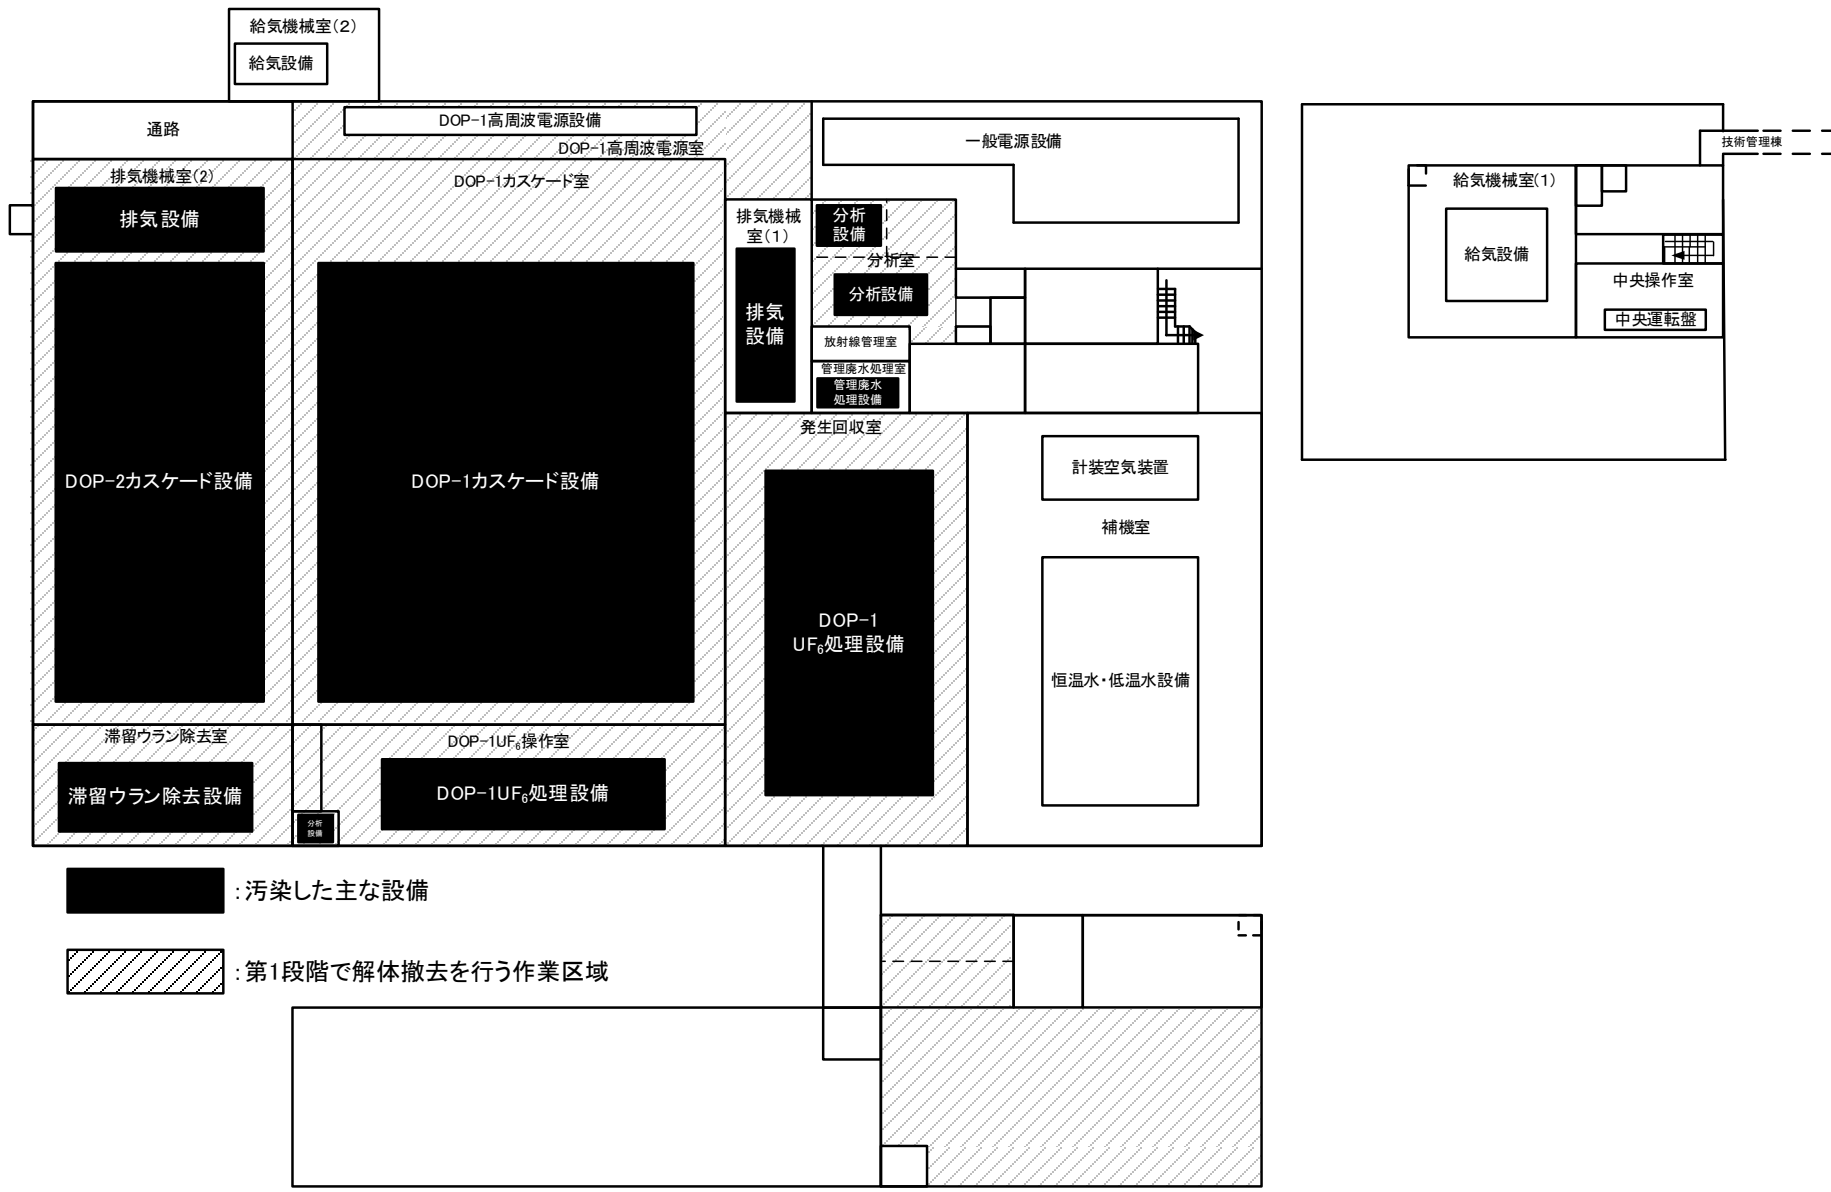 給気機械室(2)
給気設備
通路
DOP-1高周波電源設備
DOP-1高周波電源室
一般電源設備
技術管理棟
排気機械室(2)
排気設備
DOP-1カスケード室
排気機械
室(1)
排気
設備
分析
設備
分析室
分析設備
放射線管理室
管理廃水処理室
管理廃水
処理設備
給気機械室(1)
給気設備
中央操作室
中央運転盤
DOP-2カスケード設備
DOP-1カスケード設備
発生回収室
DOP-1
UF₆処理設備
計装空気装置
補機室
恒温水・低温水設備
滞留ウラン除去室
滞留ウラン除去設備
分析
設備
DOP-1UF₆操作室
DOP-1UF₆処理設備
:汚染した主な設備
:第1段階で解体撤去を行う作業区域